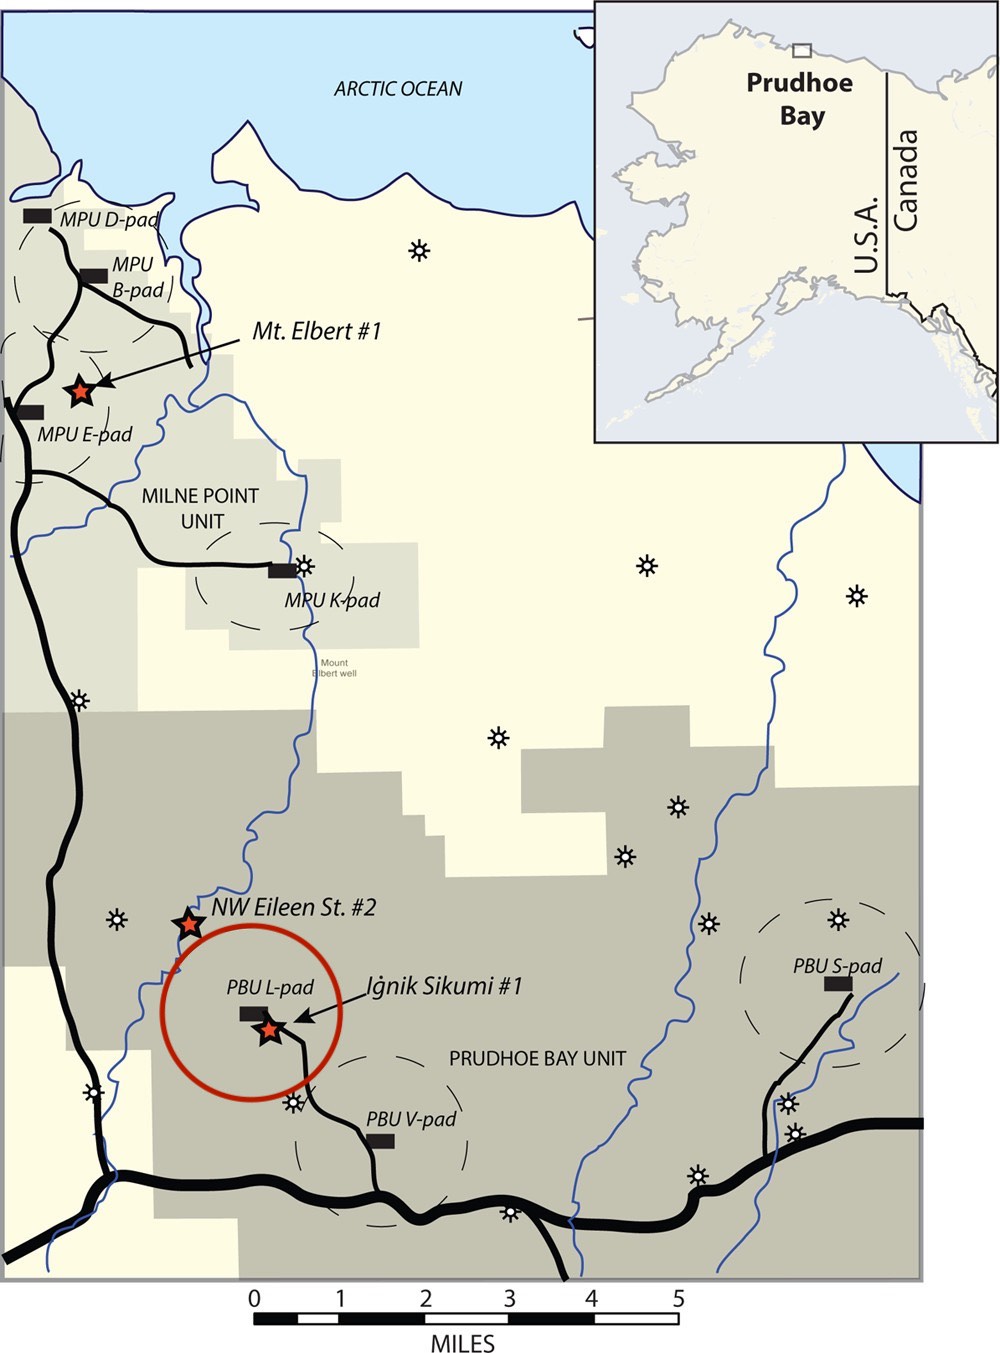 ARCTIC OCEAN
Prudhoe
Bay
U.S.A.
Canada
MPU D-pad
MPU
B-pad
Mt. Elbert #1
MPU E-pad
MILNE POINT
UNIT
MPU K-pad
Mount
Elbert well
NW Eileen St. #2
PBU L-pad
Iġnik Sikumi #1
PBU S-pad
PRUDHOE BAY UNIT
PBU V-pad
0 1 2 3 4 5
MILES